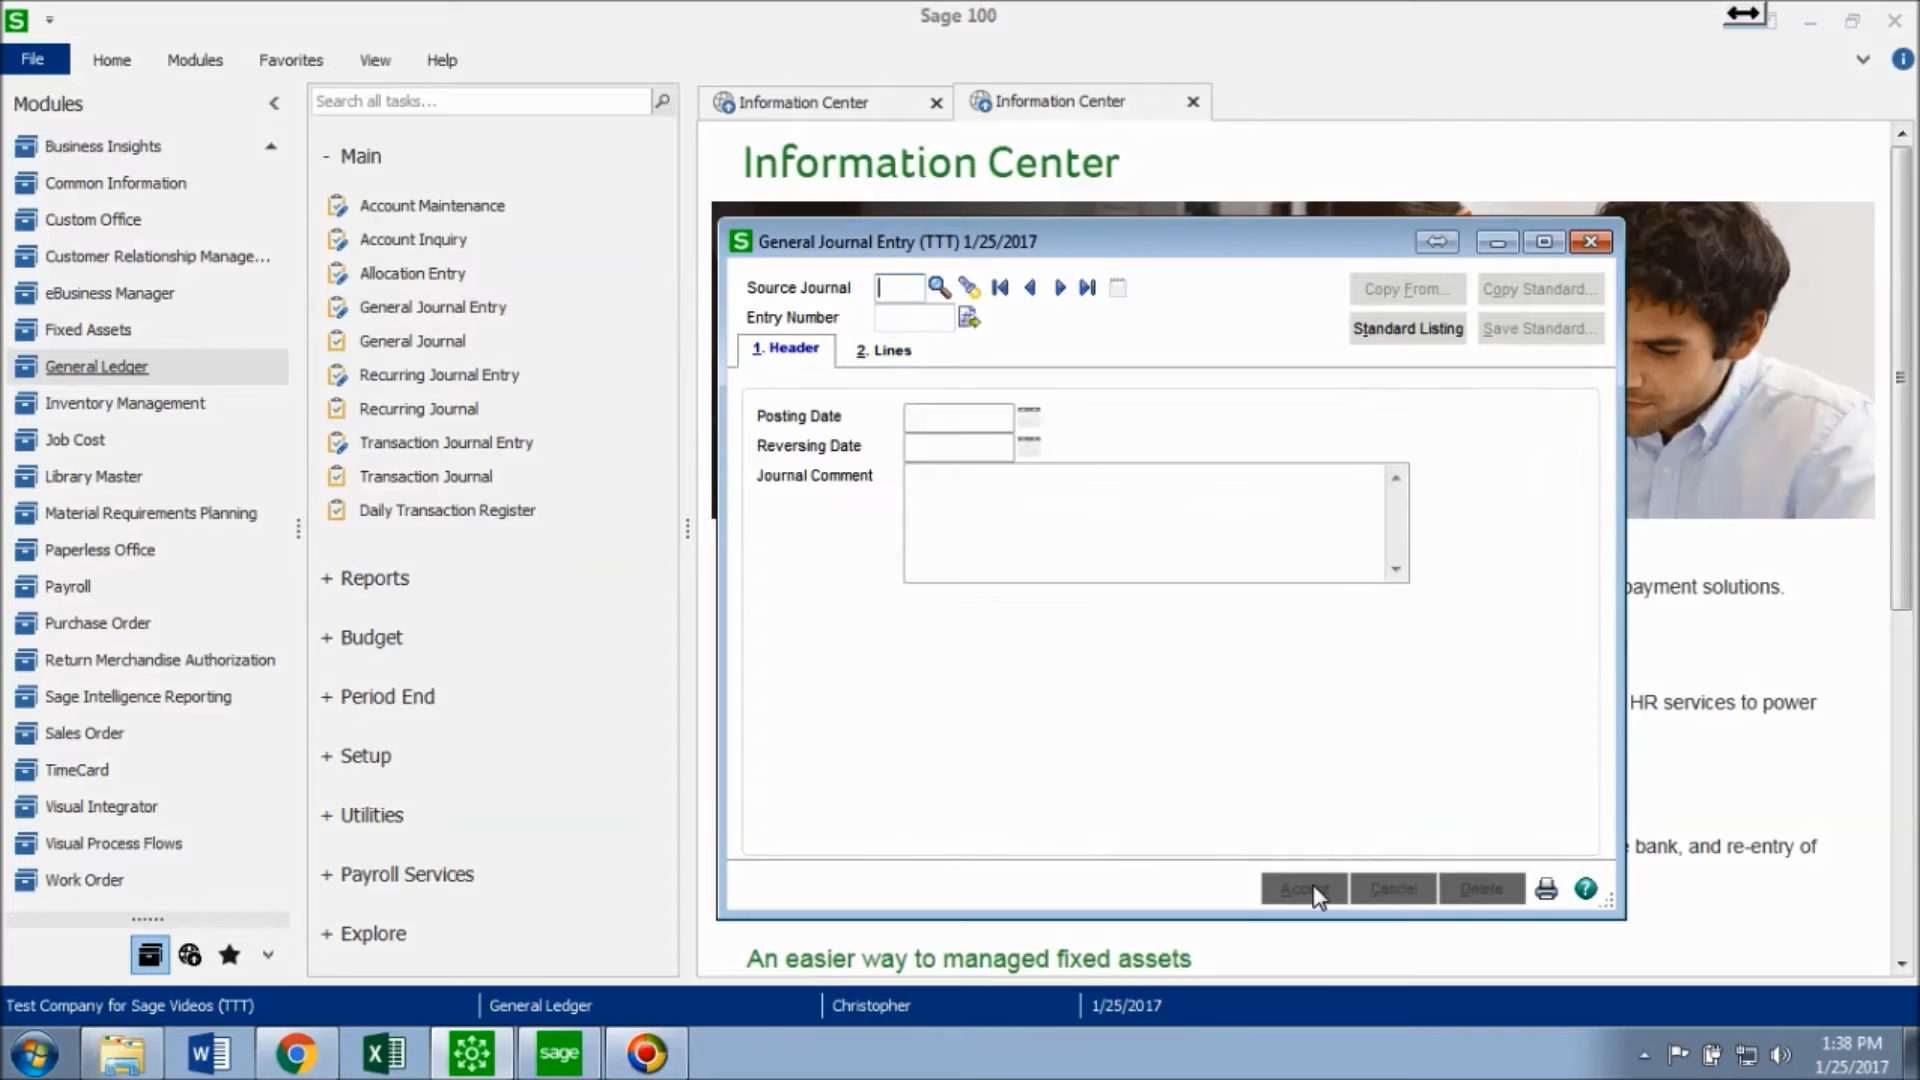 S
Sage 100
File Home Modules Favorites View Help
Modules
Business Insights
Common Information
Custom Office
Customer Relationship Manage...
eBusiness Manager
Fixed Assets
General Ledger
Inventory Management
Job Cost
Library Master
Material Requirements Planning
Paperless Office
Payroll
Purchase Order
Return Merchandise Authorization
Sage Intelligence Reporting
Sales Order
TimeCard
Visual Integrator
Visual Process Flows
Work Order
Search all tasks...
- Main
Account Maintenance
Account Inquiry
Allocation Entry
General Journal Entry
General Journal
Recurring Journal Entry
Recurring Journal
Transaction Journal Entry
Transaction Journal
Daily Transaction Register
+ Reports
+ Budget
+ Period End
+ Setup
+ Utilities
+ Payroll Services
+ Explore
Information Center
Information Center
Information Center
S General Journal Entry (TTT) 1/25/2017
Source Journal
Entry Number
Copy From... Copy Standard...
Standard Listing Save Standard...
1. Header 2. Lines
Posting Date
Reversing Date
Journal Comment
Cancel Delete
payment solutions.
HR services to power
bank, and re-entry of
An easier way to managed fixed assets
Test Company for Sage Videos (TTT) General Ledger Christopher 1/25/2017
sage
1:38 PM
1/25/2017